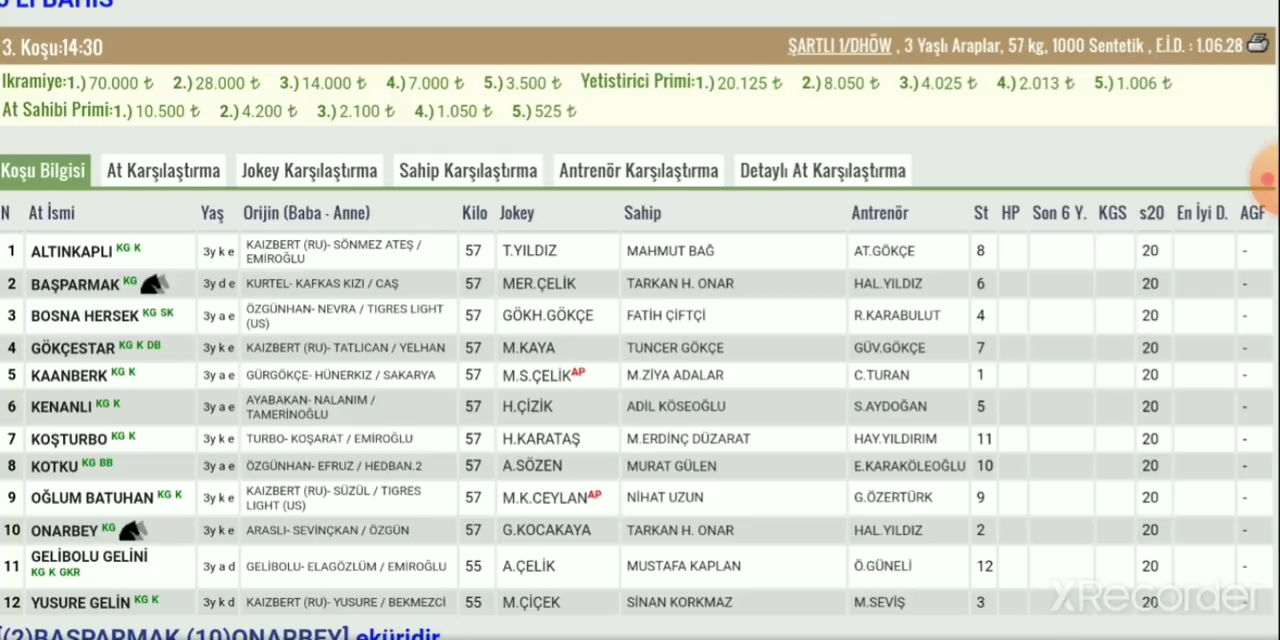 3. Koşu:14:30 ŞARTLI 1/DHÖW , 3 Yaşlı Araplar, 57 kg, 1000 Sentetik , E.İ.D. : 1.06.28
Ikramiye:1.)70.000 ₺ 2.)28.000 ₺ 3.)14.000 ₺ 4.)7.000 ₺ 5.)3.500 ₺ Yetistirici Primi:1.)20.125 ₺ 2.)8.050 ₺ 3.)4.025 ₺ 4.)2.013 ₺ 5.)1.006 ₺
At Sahibi Primi:1.)10.500 ₺ 2.)4.200 ₺ 3.)2.100 ₺ 4.)1.050 ₺ 5.)525 ₺
Koşu Bilgisi At Karşılaştırma Jokey Karşılaştırma Sahip Karşılaştırma Antrenör Karşılaştırma Detaylı At Karşılaştırma
N At İsmi Yaş Orijin (Baba - Anne) Kilo Jokey Sahip Antrenör St HP Son 6 Y. KGS s20 En İyi D. AGF
1 ALTINKAPLI KG K 3y k e KAIZBERT (RU)- SÖNMEZ ATEŞ / EMİROĞLU 57 T.YILDIZ MAHMUT BAĞ AT.GÖKÇE 8 20 -
2 BAŞPARMAK KG 3y d e KURTEL- KAFKAS KIZI / CAŞ 57 MER.ÇELİK TARKAN H. ONAR HAL.YILDIZ 6 20 -
3 BOSNA HERSEK KG SK 3y a e ÖZGÜNHAN- NEVRA / TIGRES LIGHT (US) 57 GÖKH.GÖKÇE FATİH ÇİFTÇİ R.KARABULUT 4 20 -
4 GÖKÇESTAR KG K DB 3y k e KAIZBERT (RU)- TATLICAN / YELHAN 57 M.KAYA TUNCER GÖKÇE GÜV.GÖKÇE 7 20 -
5 KAANBERK KG K 3y a e GÜRGÖKÇE- HÜNERKIZ / SAKARYA 57 M.S.ÇELİK AP M.ZİYA ADALAR C.TURAN 1 20 -
6 KENANLI KG K 3y a e AYABAKAN- NALANIM / TAMERİNOĞLU 57 H.ÇİZİK ADİL KÖSEOĞLU S.AYDOĞAN 5 20 -
7 KOŞTURBO KG K 3y k e TURBO- KOŞARAT / EMİROĞLU 57 H.KARATAŞ M.ERDİNÇ DÜZARAT HAY.YILDIRIM 11 20 -
8 KOTKU KG BB 3y a e ÖZGÜNHAN- EFRUZ / HEDBAN.2 57 A.SÖZEN MURAT GÜLEN E.KARAKÖLEOĞLU 10 20 -
9 OĞLUM BATUHAN KG K 3y k e KAIZBERT (RU)- SÜZÜL / TIGRES LIGHT (US) 57 M.K.CEYLAN AP NİHAT UZUN G.ÖZERTÜRK 9 20 -
10 ONARBEY KG 3y k e ARASLI- SEVİNÇKAN / ÖZGÜN 57 G.KOCAKAYA TARKAN H. ONAR HAL.YILDIZ 2 20 -
11 GELİBOLU GELİNİ KG K GKR 3y a d GELİBOLU- ELAGÖZLÜM / EMİROĞLU 55 A.ÇELİK MUSTAFA KAPLAN Ö.GÜNELİ 12 20 -
12 YUSURE GELİN KG K 3y k d KAIZBERT (RU)- YUSURE / BEKMEZCİ 55 M.ÇİÇEK SİNAN KORKMAZ M.SEVİŞ 3 20 -
XRecorder
[(2)BAŞPARMAK,(10)ONARBEY] eküridir